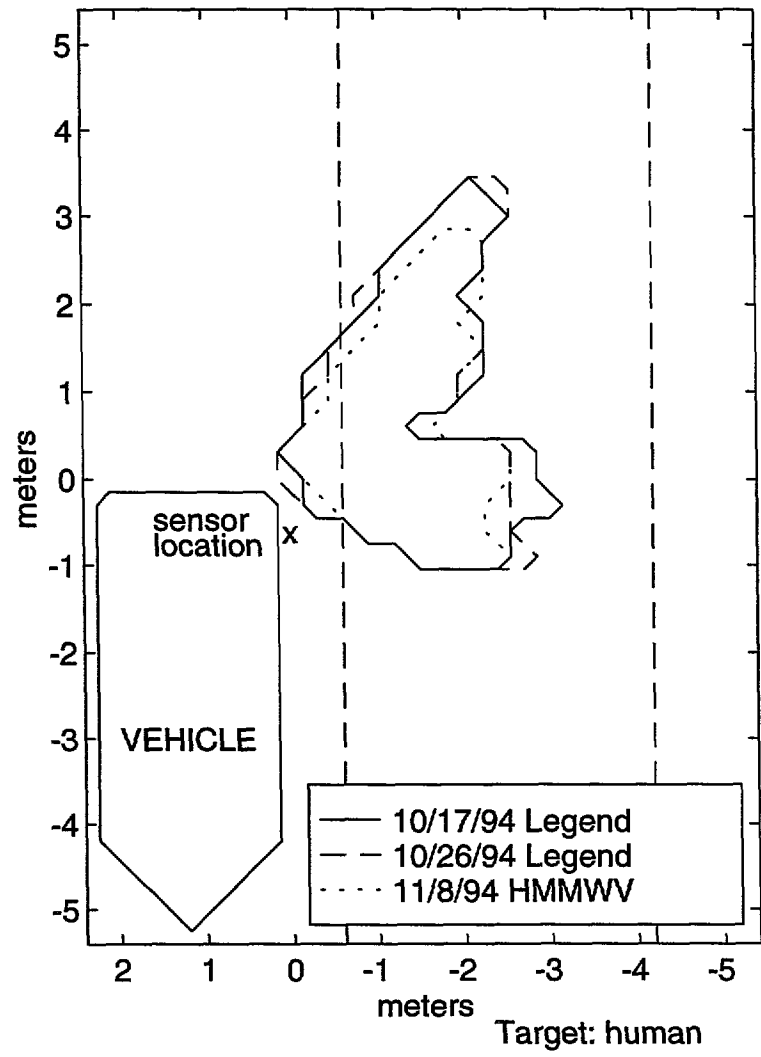 5
4
3
2
1
0
-1
-2
-3
-4
-5
meters
sensor
location x
VEHICLE
10/17/94 Legend
10/26/94 Legend
11/8/94 HMMWV
2 1 0 -1 -2 -3 -4 -5
meters
Target: human